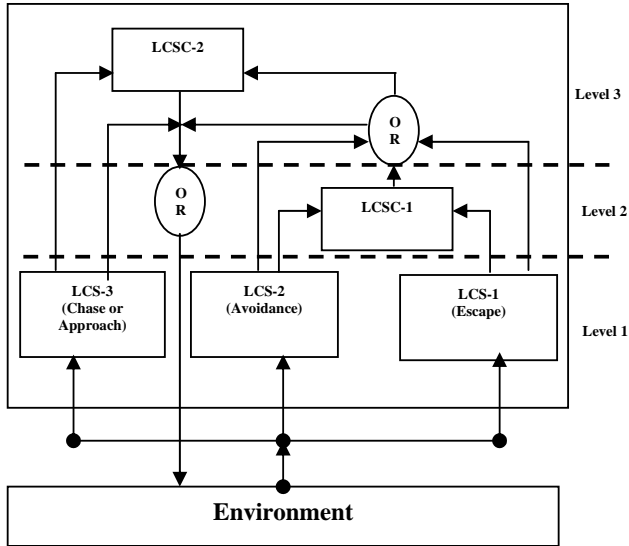 LCSC-2
Level 3
O
R
O
R
Level 2
LCSC-1
LCS-3
(Chase or
Approach)
LCS-2
(Avoidance)
LCS-1
(Escape)
Level 1
Environment